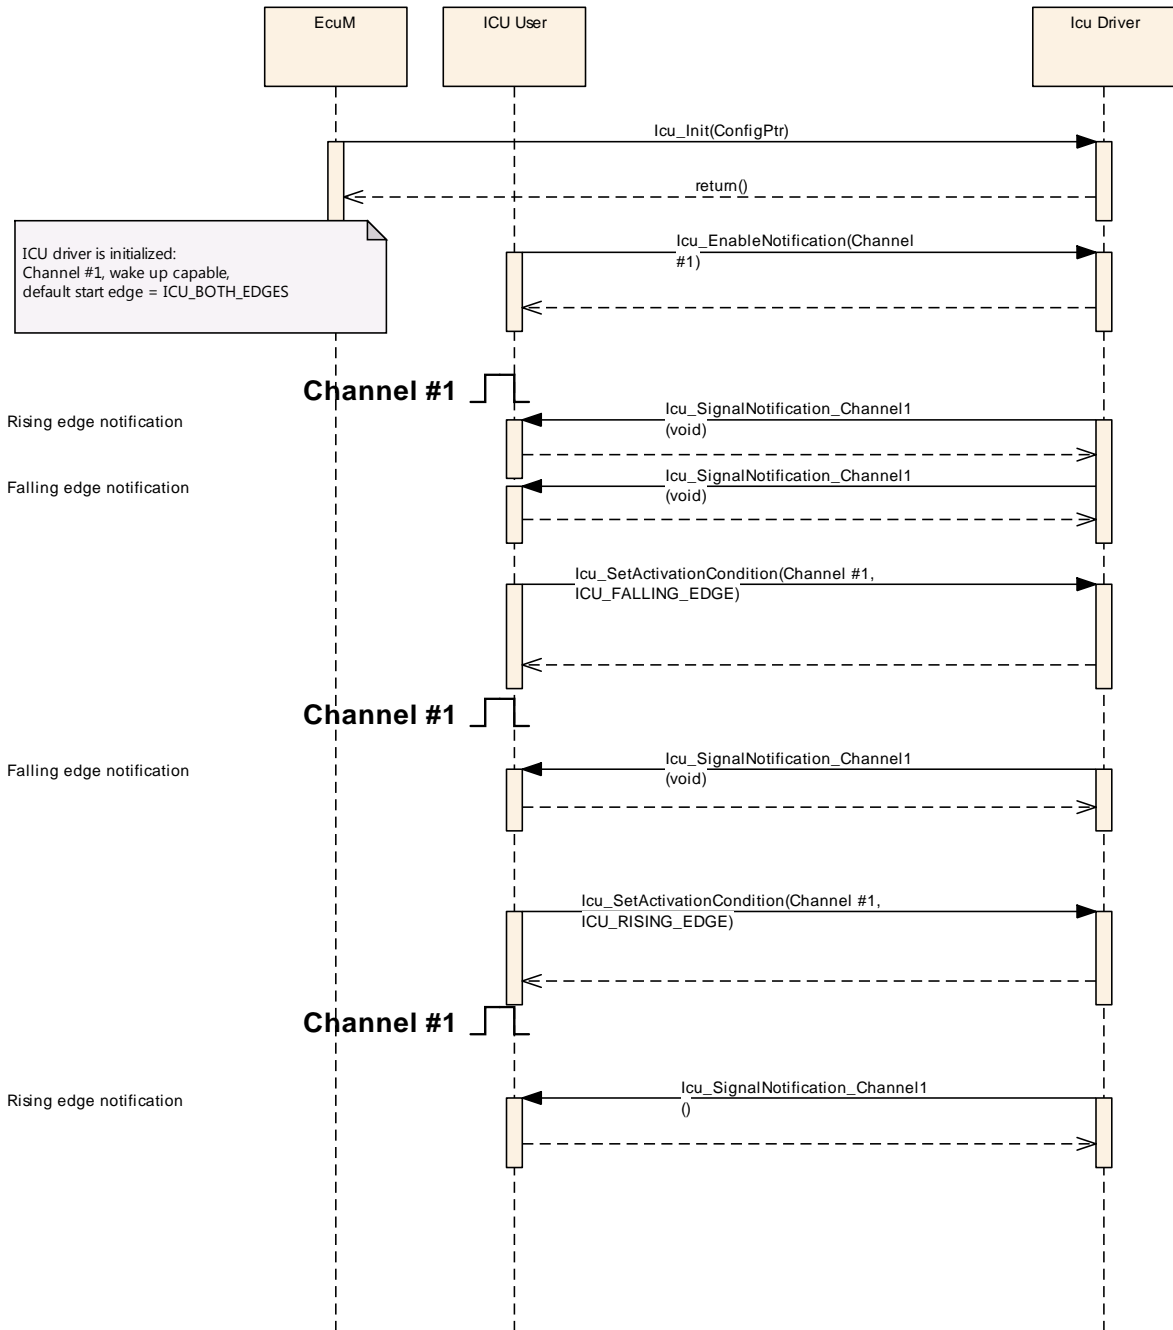 EcuM
ICU User
Icu Driver
Icu_Init(ConfigPtr)
return()
ICU driver is initialized:
Channel #1, wake up capable,
default start edge = ICU_BOTH_EDGES
Icu_EnableNotification(Channel
#1)
Channel #1
Rising edge notification
Icu_SignalNotification_Channel1
(void)
Falling edge notification
Icu_SignalNotification_Channel1
(void)
Icu_SetActivationCondition(Channel #1,
ICU_FALLING_EDGE)
Channel #1
Falling edge notification
Icu_SignalNotification_Channel1
(void)
Icu_SetActivationCondition(Channel #1,
ICU_RISING_EDGE)
Channel #1
Rising edge notification
Icu_SignalNotification_Channel1
()